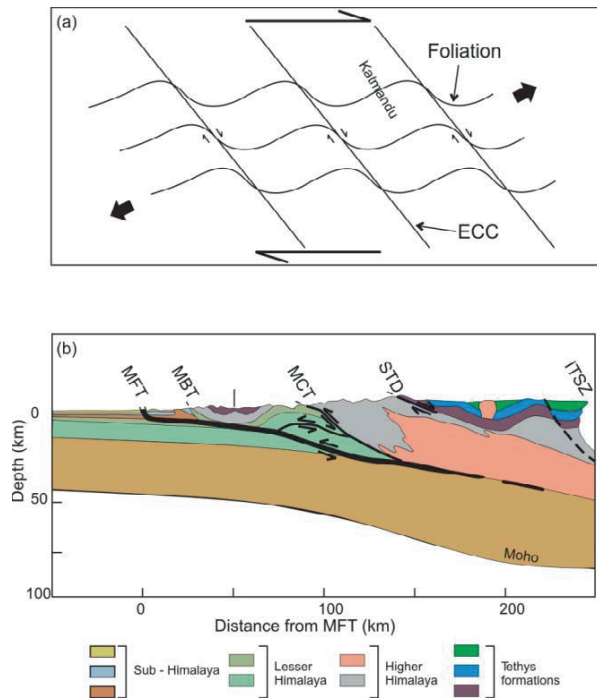 (a)
Foliation
Katmandu
ECC
(b)
MFT
MBT
MCT
STD
ITSZ
0
50
100
Depth (km)
Moho
0
100
200
Distance from MFT (km)
Sub - Himalaya
Lesser
Himalaya
Higher
Himalaya
Tethys
formations